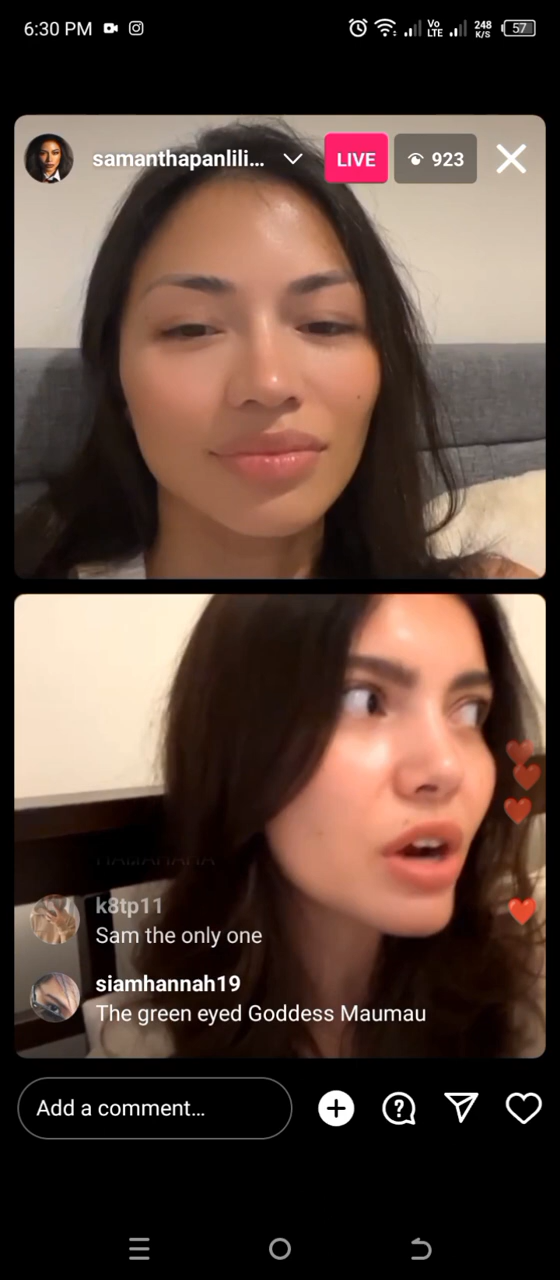 6:30 PM
Vo
LTE
248
K/S
57
samanthapanlili...
LIVE
923
k8tp11
Sam the only one
siamhannah19
The green eyed Goddess Maumau
Add a comment...